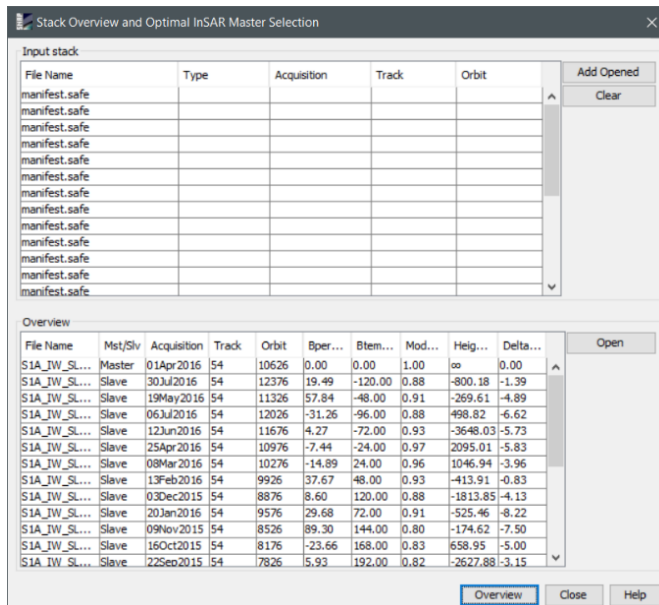 Stack Overview and Optimal InSAR Master Selection
Input stack
File Name Type Acquisition Track Orbit
Add Opened
Clear
manifest.safe
manifest.safe
manifest.safe
manifest.safe
manifest.safe
manifest.safe
manifest.safe
manifest.safe
manifest.safe
manifest.safe
manifest.safe
manifest.safe
manifest.safe
Overview
File Name Mst/Slv Acquisition Track Orbit Bper... Btem... Mod... Heig... Delta...
Open
S1A_IW_SL... Master 01Apr2016 54 10626 0.00 0.00 1.00 ∞ 0.00
S1A_IW_SL... Slave 30Jul2016 54 12376 19.49 -120.00 0.88 -800.18 -1.39
S1A_IW_SL... Slave 19May2016 54 11326 57.84 -48.00 0.91 -269.61 -4.89
S1A_IW_SL... Slave 06Jul2016 54 12026 -31.26 -96.00 0.88 498.82 -6.62
S1A_IW_SL... Slave 12Jun2016 54 11676 4.27 -72.00 0.93 -3648.03 -5.73
S1A_IW_SL... Slave 25Apr2016 54 10976 -7.44 -24.00 0.97 2095.01 -5.83
S1A_IW_SL... Slave 08Mar2016 54 10276 -14.89 24.00 0.96 1046.94 -3.96
S1A_IW_SL... Slave 13Feb2016 54 9926 37.67 48.00 0.93 -413.91 -0.83
S1A_IW_SL... Slave 03Dec2015 54 8876 8.60 120.00 0.88 -1813.85 -4.13
S1A_IW_SL... Slave 20Jan2016 54 9576 29.68 72.00 0.91 -525.46 -8.22
S1A_IW_SL... Slave 09Nov2015 54 8526 89.30 144.00 0.80 -174.62 -7.50
S1A_IW_SL... Slave 16Oct2015 54 8176 -23.66 168.00 0.83 658.95 -5.00
S1A_IW_SL... Slave 22Sep2015 54 7826 5.93 192.00 0.82 -2627.88 -3.15
Overview Close Help